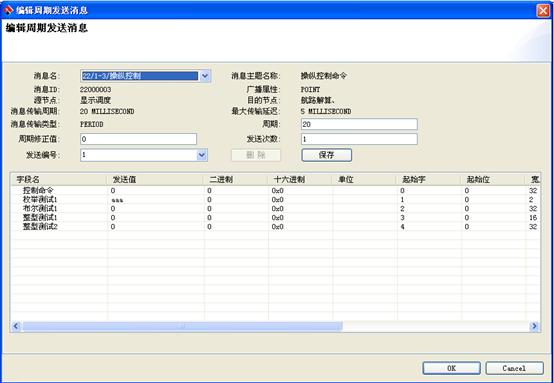 编辑周期发送消息
编辑周期发送消息
消息名: 22/1-3/操纵控制 消息主题名称: 操纵控制命令
消息ID: 22000003 广播属性: POINT
源节点: 显示调度 目的节点: 航路解算、
消息传输周期: 20 MILLISECOND 最大传输延迟: 5 MILLISECOND
消息传输类型: PERIOD 周期: 20
周期修正值: 0 发送次数: 1
发送编号: 1 删除 保存
字段名 发送值 二进制 十六进制 单位 起始字 起始位 宽
控制命令 0 0 0x0 0 0 32
枚举测试1 aaa 0 0x0 1 0 2
布尔测试1 0 0 0x0 2 0 32
整型测试1 0 0 0x0 3 0 16
整型测试2 0 0 0x0 4 0 32
OK Cancel